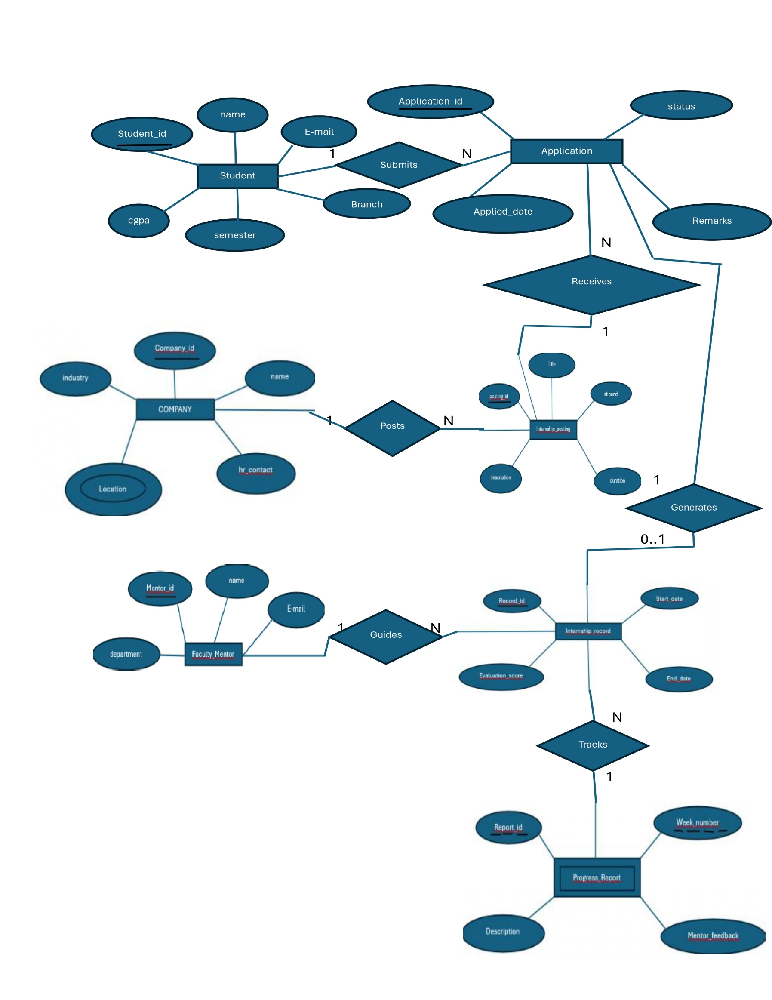 Application_id
status
name
Student_id
E-mail
Application
1
N
Submits
Student
Branch
Applied_date
cgpa
Remarks
semester
N
Receives
1
Company_id
Title
industry
name
posting_id
stipend
COMPANY
1
Posts
N
Internship_posting
hr_contact
description
duration
1
Location
Generates
0..1
Mentor_id
name
Record_id
Start_date
E-mail
1
Guides
N
Internship_record
department
Faculty_Mentor
Evaluation_score
End_date
N
Tracks
1
Report_id
Week_number
Progress_Report
Description
Mentor_feedback